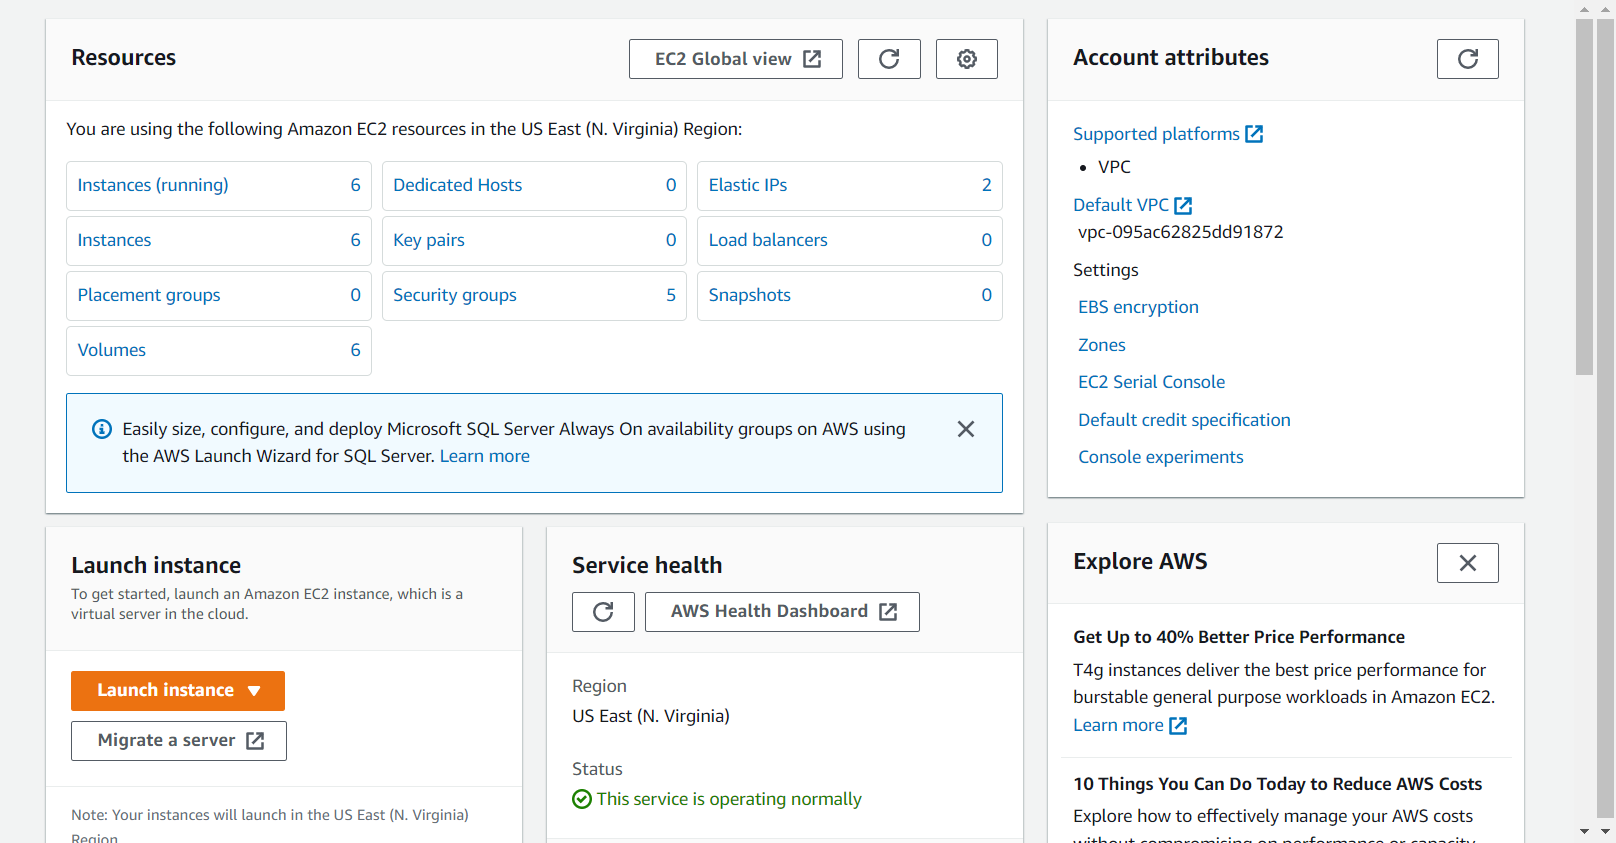 Resources
EC2 Global view
You are using the following Amazon EC2 resources in the US East (N. Virginia) Region:
Instances (running) 6
Dedicated Hosts 0
Elastic IPs 2
Instances 6
Key pairs 0
Load balancers 0
Placement groups 0
Security groups 5
Snapshots 0
Volumes 6
Easily size, configure, and deploy Microsoft SQL Server Always On availability groups on AWS using
the AWS Launch Wizard for SQL Server. Learn more
Account attributes
Supported platforms
• VPC
Default VPC
vpc-095ac62825dd91872
Settings
EBS encryption
Zones
EC2 Serial Console
Default credit specification
Console experiments
Launch instance
To get started, launch an Amazon EC2 instance, which is a
virtual server in the cloud.
Launch instance
Migrate a server
Note: Your instances will launch in the US East (N. Virginia)
Region
Service health
AWS Health Dashboard
Region
US East (N. Virginia)
Status
This service is operating normally
Explore AWS
Get Up to 40% Better Price Performance
T4g instances deliver the best price performance for
burstable general purpose workloads in Amazon EC2.
Learn more
10 Things You Can Do Today to Reduce AWS Costs
Explore how to effectively manage your AWS costs
without compromising on performance or capacity